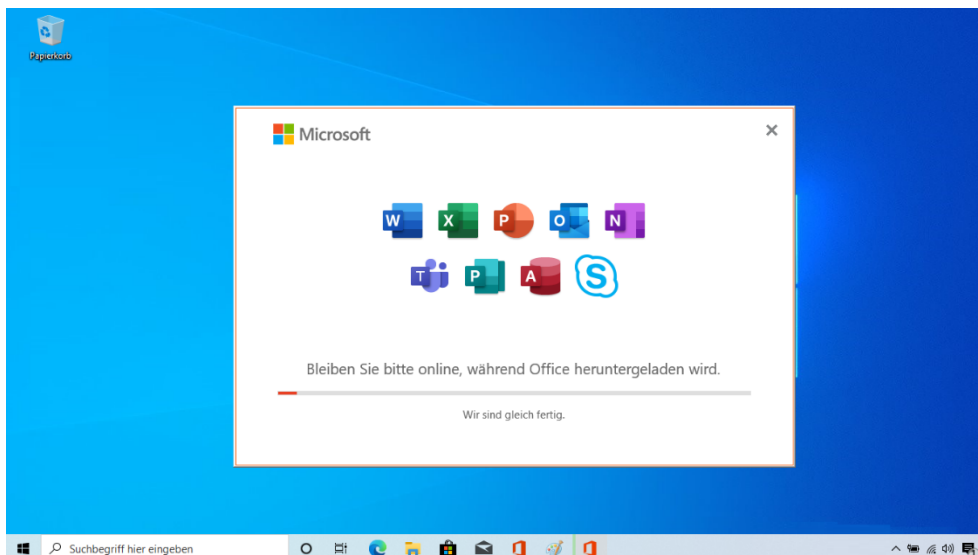 Papierkorb
Microsoft
W X P O N
T P A S
Bleiben Sie bitte online, während Office heruntergeladen wird.
Wir sind gleich fertig.
Suchbegriff hier eingeben